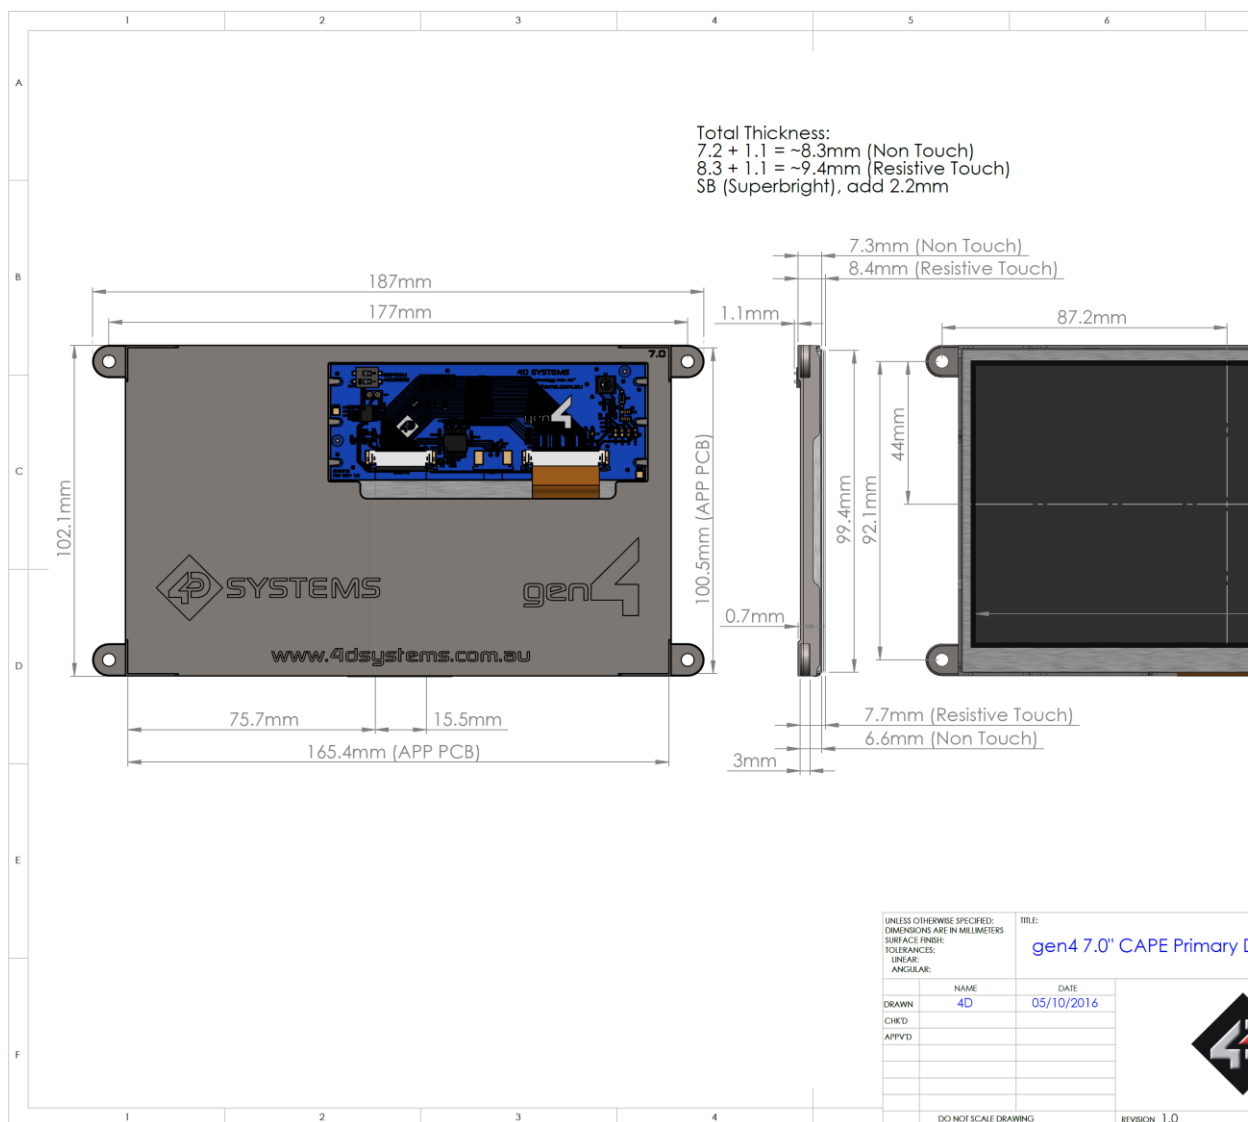 1 2 3 4 5 6
A
Total Thickness:
7.2 + 1.1 = ~8.3mm (Non Touch)
8.3 + 1.1 = ~9.4mm (Resistive Touch)
SB (Superbright), add 2.2mm
B
7.3mm (Non Touch)
8.4mm (Resistive Touch)
187mm
177mm
1.1mm
87.2mm
7.0
4D SYSTEMS
gen4
C
44mm
102.1mm
100.5mm (APP PCB)
99.4mm
92.1mm
4D SYSTEMS
gen4
0.7mm
www.4dsystems.com.au
D
75.7mm
15.5mm
165.4mm (APP PCB)
7.7mm (Resistive Touch)
6.6mm (Non Touch)
3mm
E
UNLESS OTHERWISE SPECIFIED:
DIMENSIONS ARE IN MILLIMETERS
SURFACE FINISH:
TOLERANCES:
LINEAR:
ANGULAR:
TITLE:
gen4 7.0" CAPE Primary D
NAME DATE
DRAWN 4D 05/10/2016
CHK'D
APPV'D
F
DO NOT SCALE DRAWING
REVISION 1.0
1 2 3 4